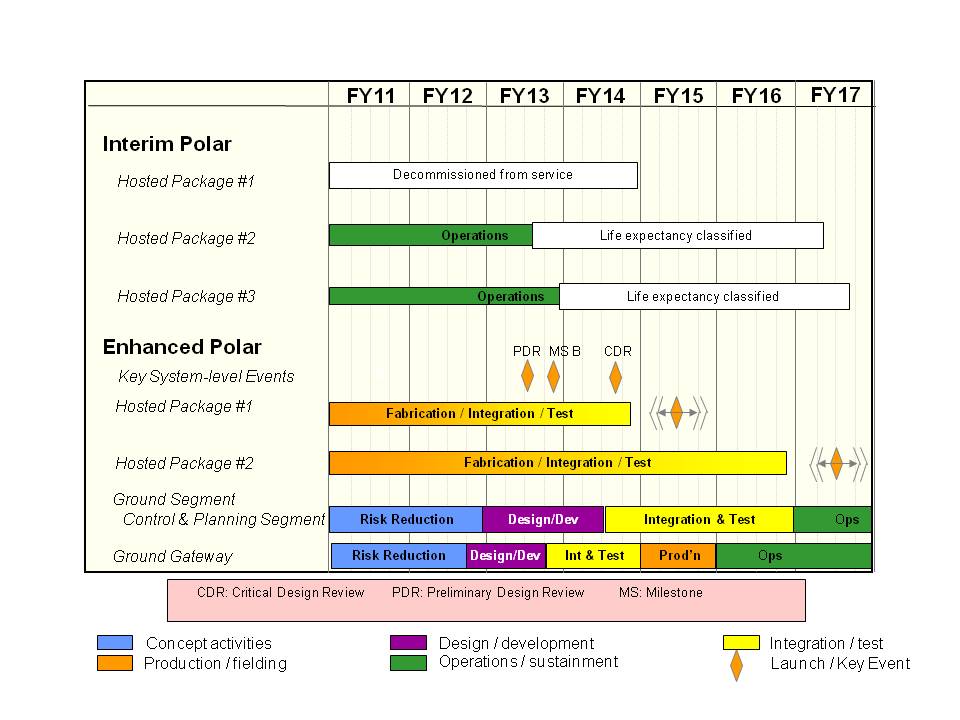 FY11 FY12 FY13 FY14 FY15 FY16 FY17
Interim Polar
Hosted Package #1 Decommissioned from service
Hosted Package #2 Operations Life expectancy classified
Hosted Package #3 Operations Life expectancy classified
Enhanced Polar
PDR MS B CDR
Key System-level Events
Hosted Package #1 Fabrication / Integration / Test
Hosted Package #2 Fabrication / Integration / Test
Ground Segment
Control & Planning Segment Risk Reduction Design/Dev Integration & Test Ops
Ground Gateway Risk Reduction Design/Dev Int & Test Prod'n Ops
CDR: Critical Design Review PDR: Preliminary Design Review MS: Milestone
Concept activities Design / development Integration / test
Production / fielding Operations / sustainment Launch / Key Event